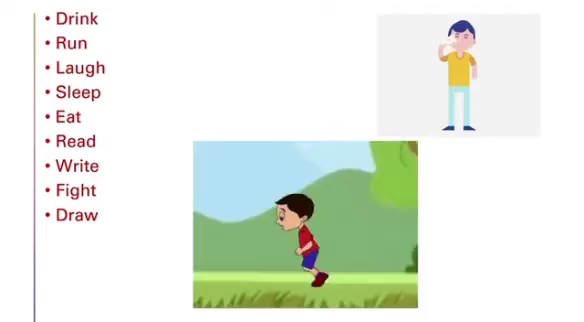 • Drink
• Run
• Laugh
• Sleep
• Eat
• Read
• Write
• Fight
• Draw